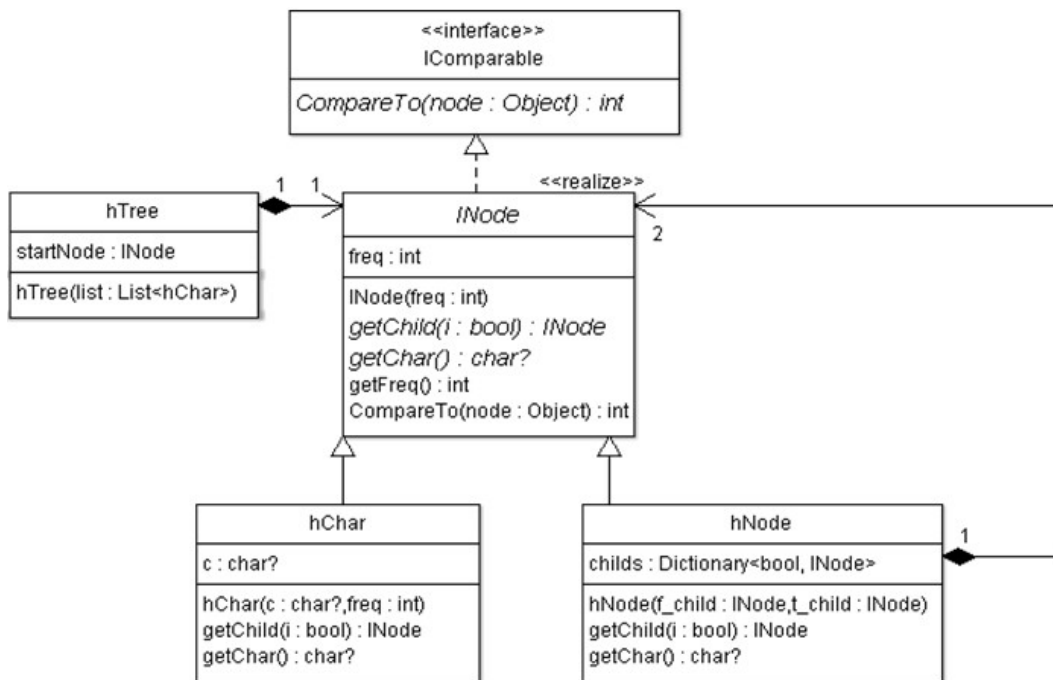 <<interface>>
IComparable
CompareTo(node : Object) : int
<<realize>>
1
1
hTree
startNode : INode
hTree(list : List<hChar>)
INode
2
freq : int
INode(freq : int)
getChild(i : bool) : INode
getChar() : char?
getFreq() : int
CompareTo(node : Object) : int
hChar
c : char?
hChar(c : char?,freq : int)
getChild(i : bool) : INode
getChar() : char?
hNode
1
childs : Dictionary<bool, INode>
hNode(f_child : INode,t_child : INode)
getChild(i : bool) : INode
getChar() : char?